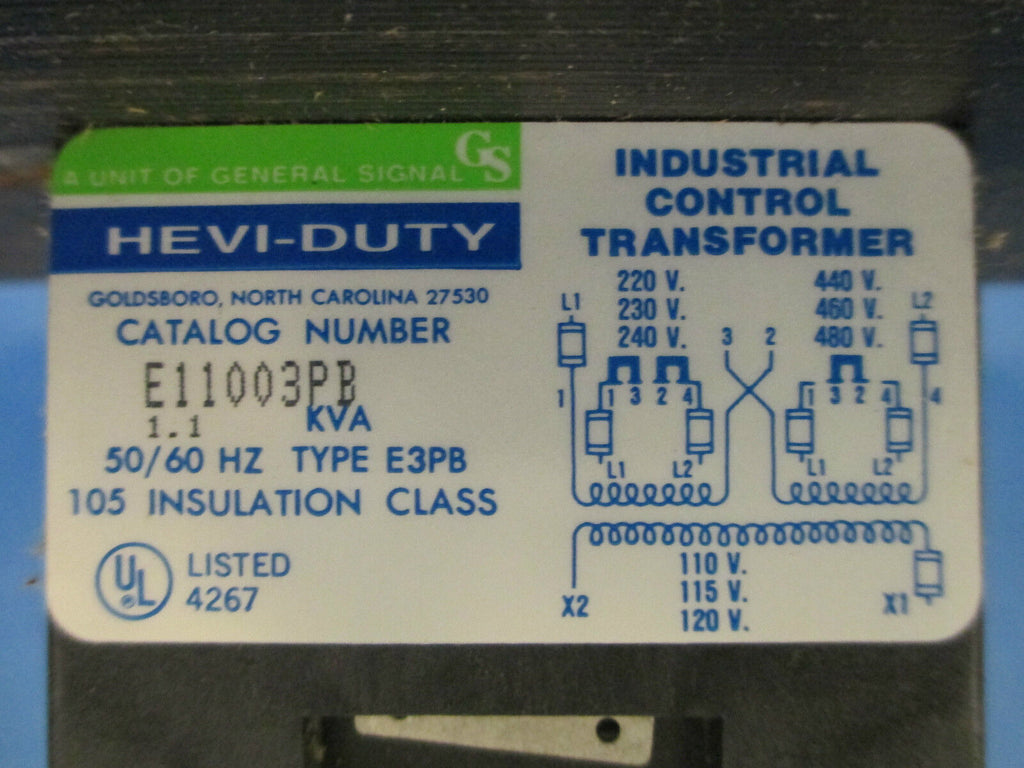 A UNIT OF GENERAL SIGNAL GS
HEVI-DUTY
GOLDSBORO, NORTH CAROLINA 27530
CATALOG NUMBER
E11003PB
1.1 KVA
50/60 HZ TYPE E3PB
105 INSULATION CLASS
UL LISTED
4267
INDUSTRIAL
CONTROL
TRANSFORMER
220 V. 440 V.
L1 230 V. 460 V. L2
240 V. 3 2 480 V.
1 1 3 2 4 1 3 2 4 4
L1 L2 L1 L2
110 V.
115 V.
X2 120 V. X1